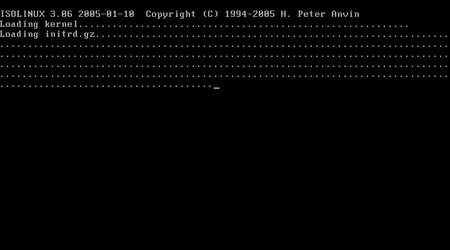 ISOLINUX 3.06 2005-01-10  Copyright (C) 1994-2005 H. Peter Anvin
Loading kernel...........................................................
Loading initrd.gz...............................................................
................................................................................
................................................................................
................................................................................
................................................................................
......................................_